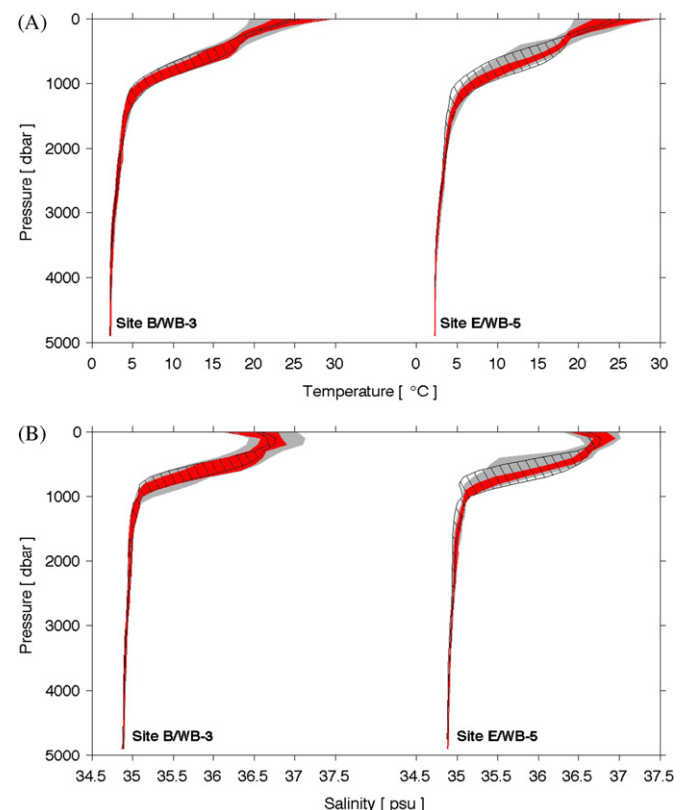 (A)
0
1000
2000
3000
4000
5000
Pressure [ dbar]
Site B/WB-3
Site E/WB-5
0 5 10 15 20 25 30
0 5 10 15 20 25 30
Temperature [ °C]
(B)
0
1000
2000
3000
4000
5000
Pressure [ dbar]
Site B/WB-3
Site E/WB-5
34.5 35 35.5 36 36.5 37 37.5
34.5 35 35.5 36 36.5 37 37.5
Salinity [ psu ]